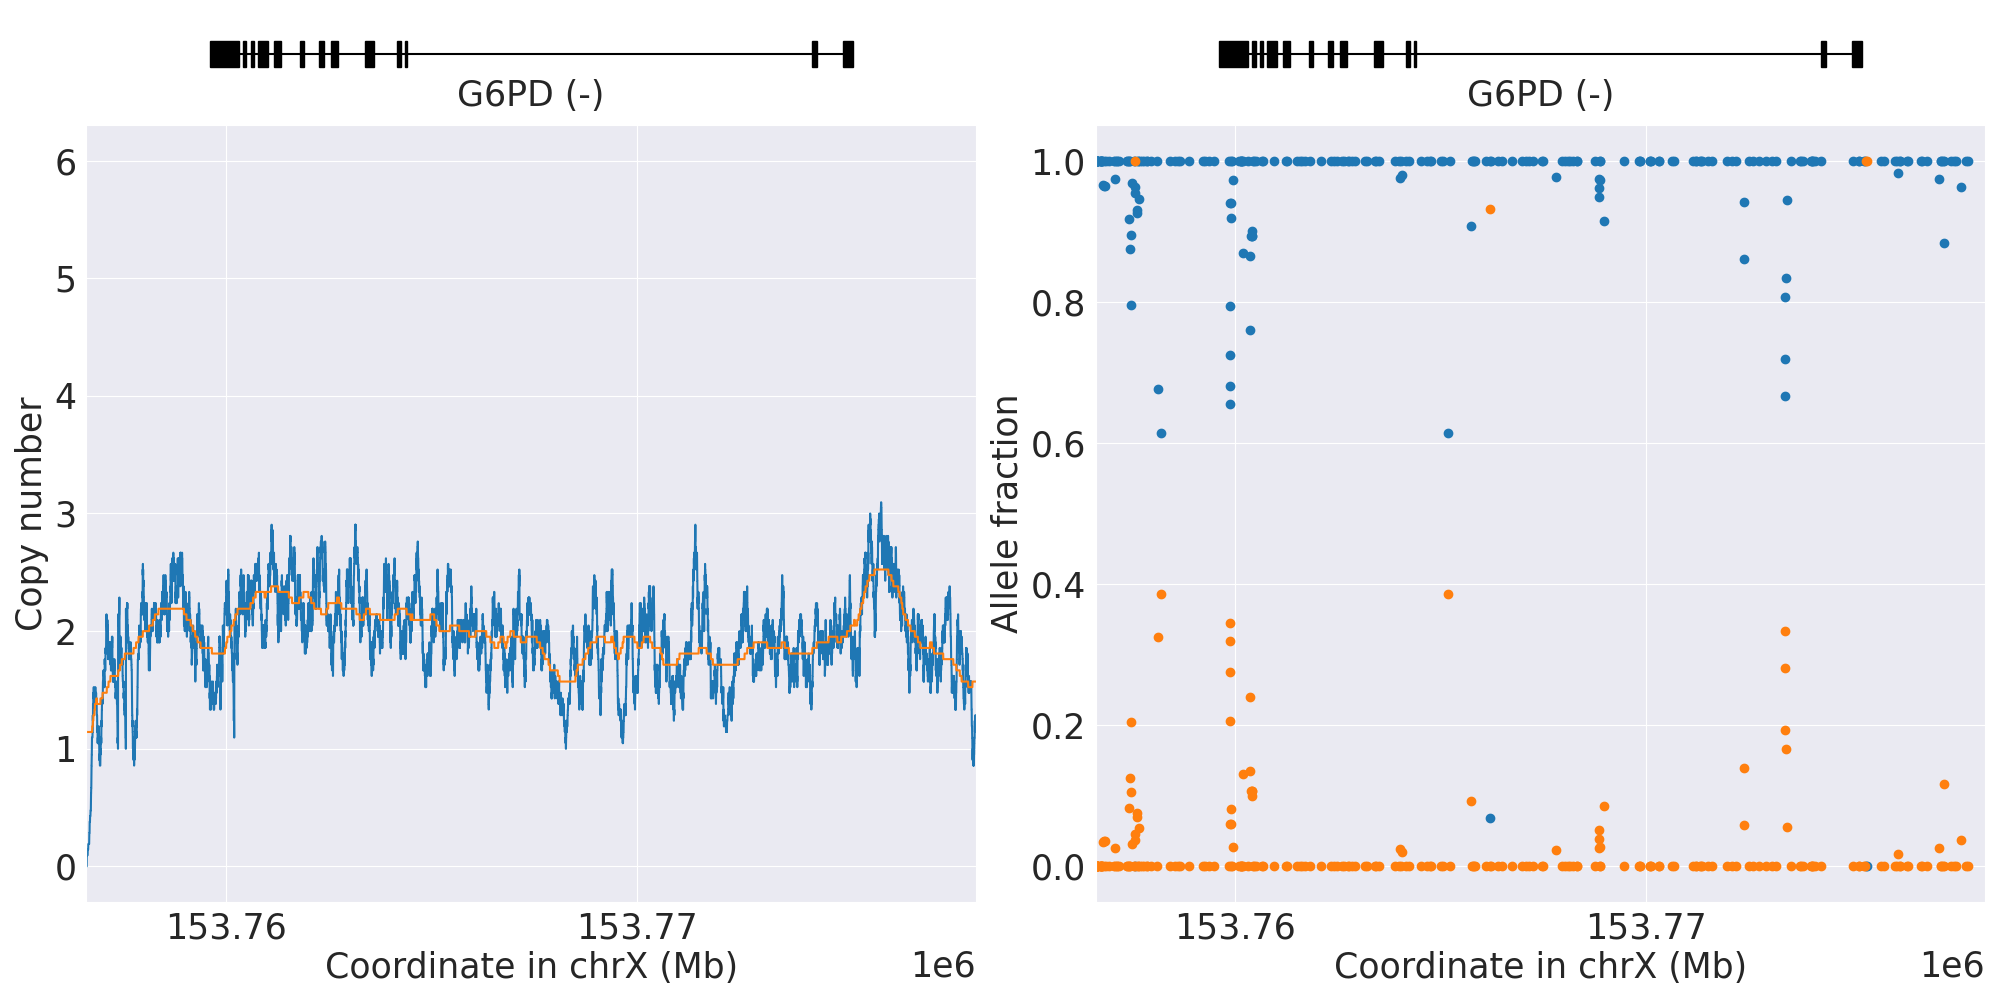 G6PD (-)
G6PD (-)
6
5
4
3
2
1
0
Copy number
153.76
153.77
Coordinate in chrX (Mb)
1e6
1.0
0.8
0.6
0.4
0.2
0.0
Allele fraction
153.76
153.77
Coordinate in chrX (Mb)
1e6